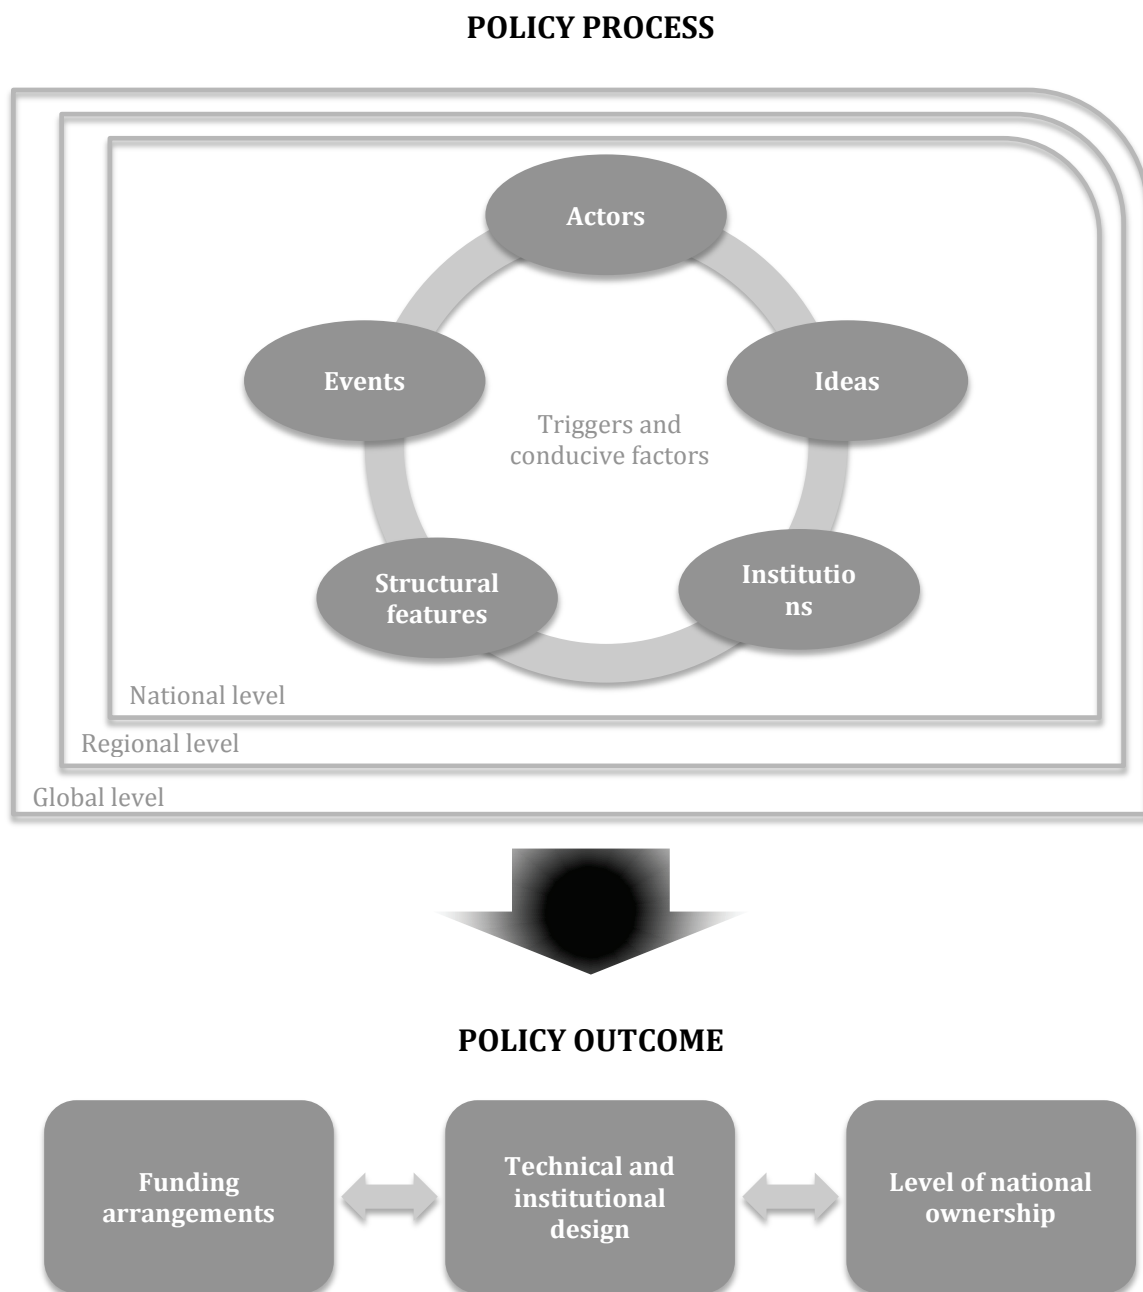 POLICY PROCESS
Actors
Events
Ideas
Triggers and
conducive factors
Structural
features
Institutio
ns
National level
Regional level
Global level
POLICY OUTCOME
Funding
arrangements
Technical and
institutional
design
Level of national
ownership